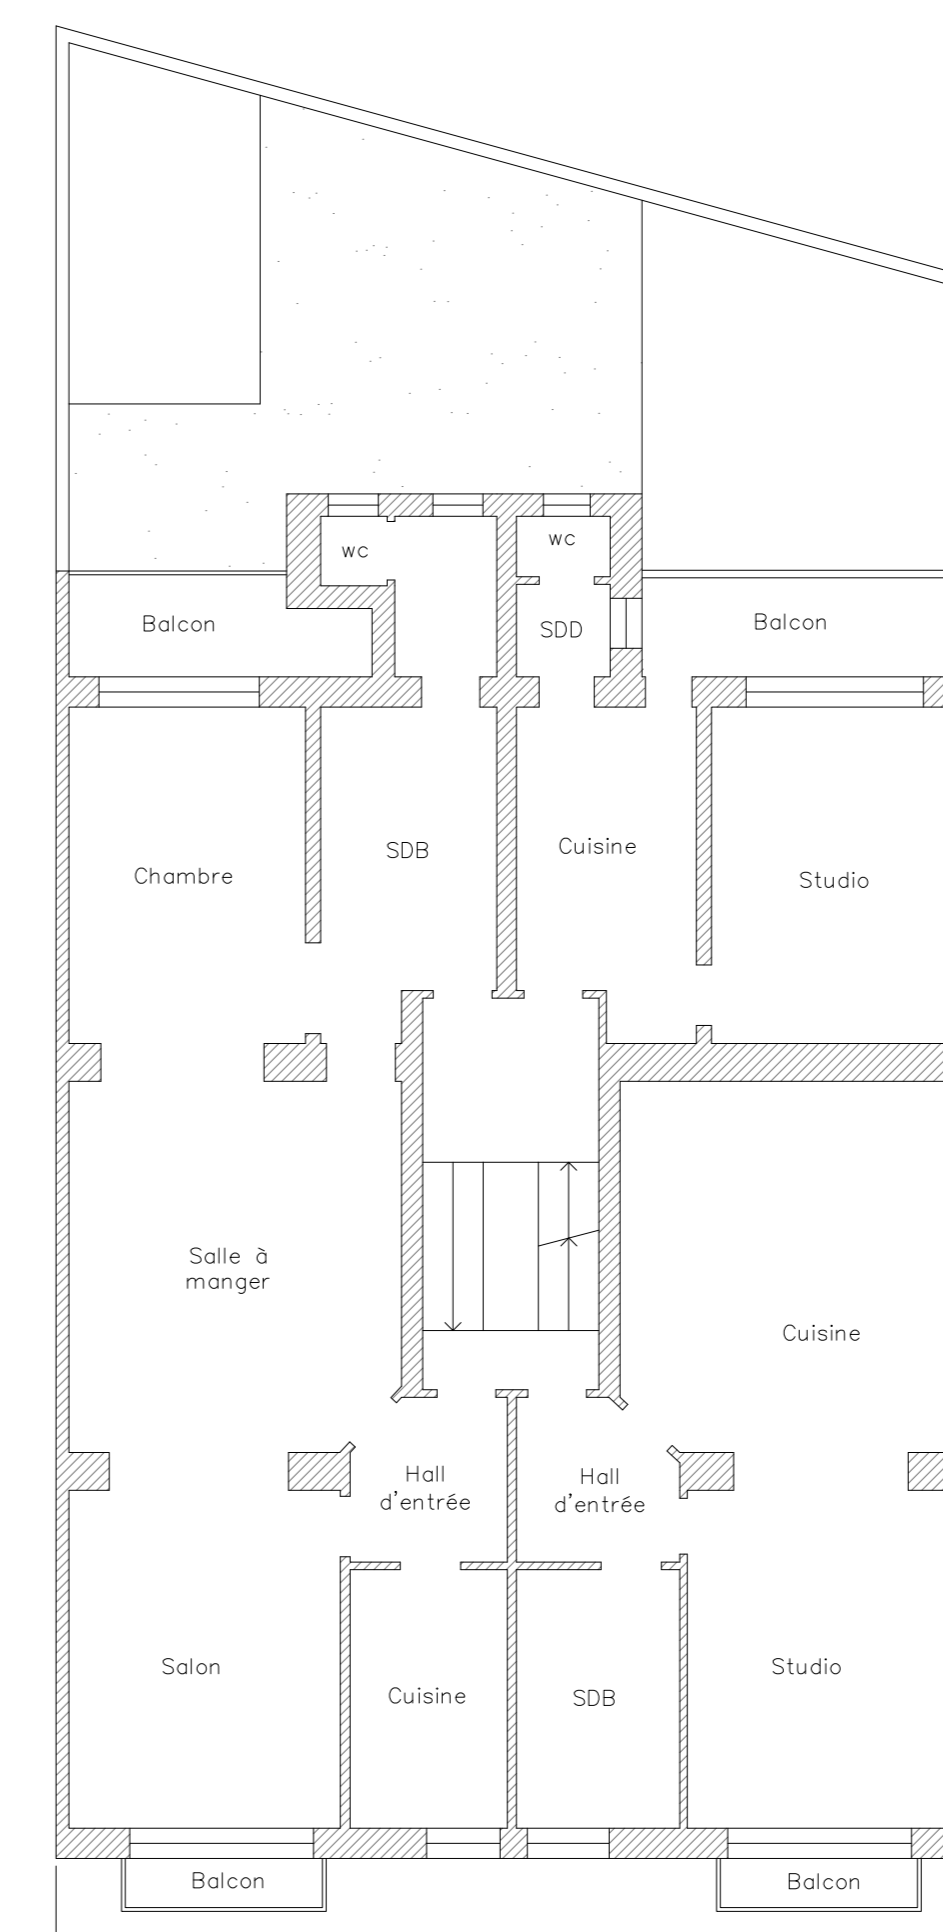 wc
wc
Balcon
SDD
Balcon
Chambre
SDB
Cuisine
Studio
Salle à
manger
Cuisine
Hall
d'entrée
Hall
d'entrée
Salon
Cuisine
SDB
Studio
Balcon
Balcon